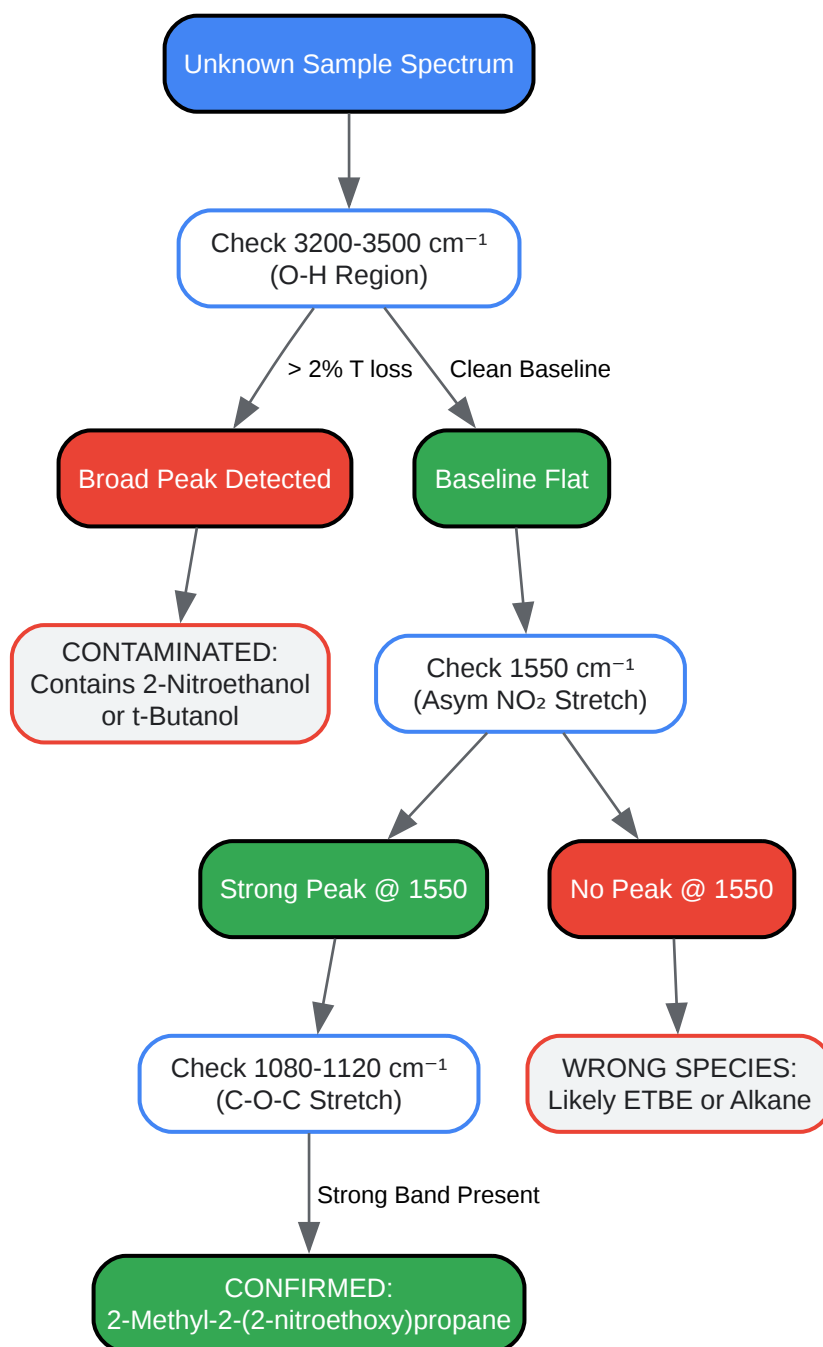 Unknown Sample Spectrum
Check 3200-3500 cm⁻¹
(O-H Region)
> 2% T loss
Clean Baseline
Broad Peak Detected
Baseline Flat
CONTAMINATED:
Contains 2-Nitroethanol
or t-Butanol
Check 1550 cm⁻¹
(Asym NO₂ Stretch)
Strong Peak @ 1550
No Peak @ 1550
Check 1080-1120 cm⁻¹
(C-O-C Stretch)
WRONG SPECIES:
Likely ETBE or Alkane
Strong Band Present
CONFIRMED:
2-Methyl-2-(2-nitroethoxy)propane